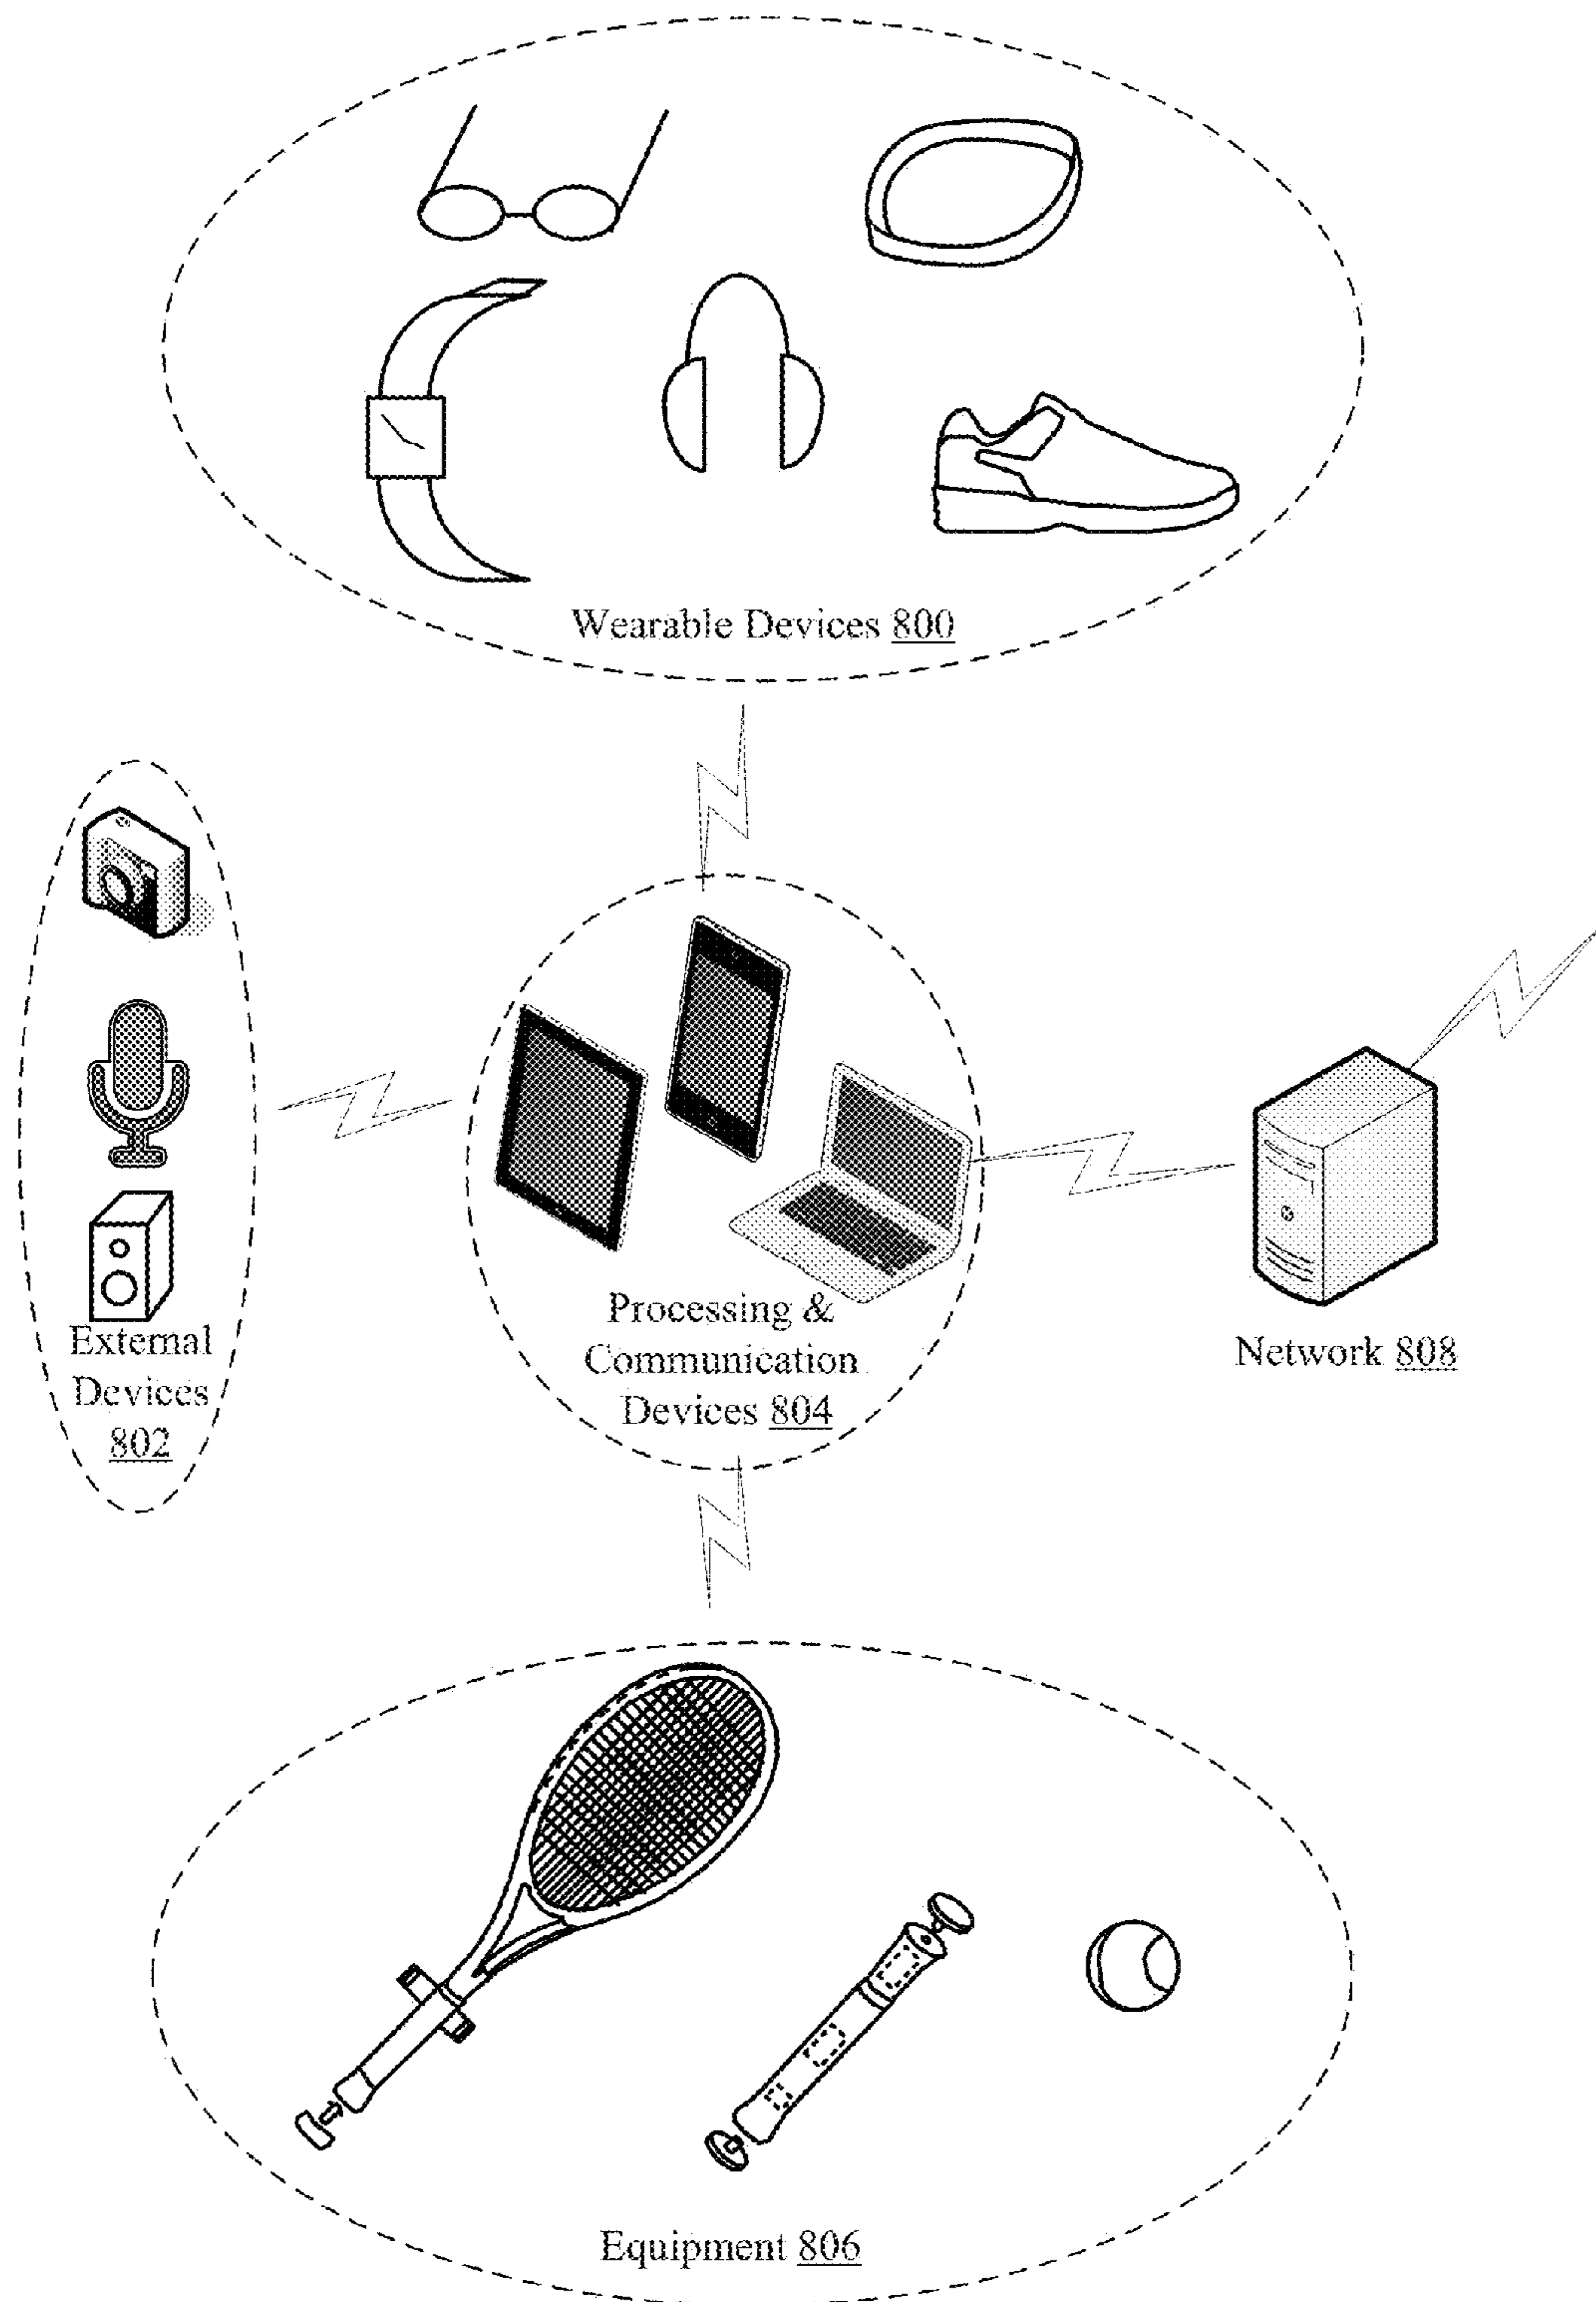 Wearable Devices 800
External
Devices
802
Processing &
Communication
Devices 804
Network 808
Equipment 806